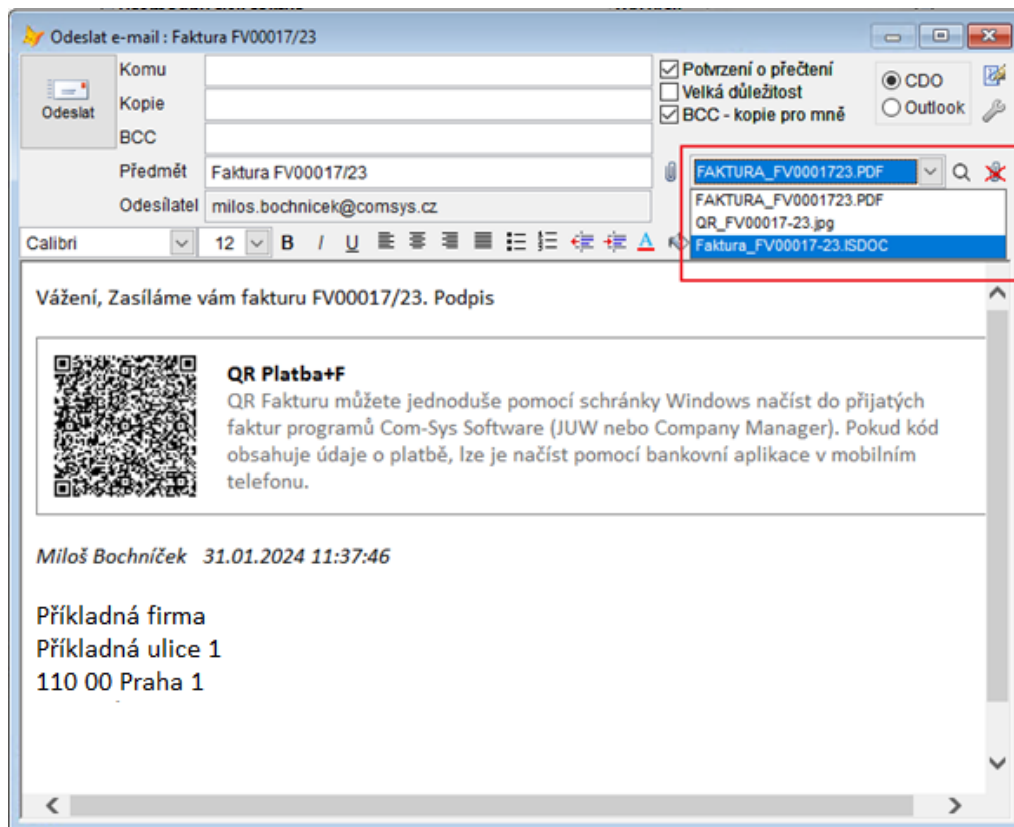 Odeslat e-mail : Faktura FV00017/23
Odeslat
Komu
Kopie
BCC
Předmět Faktura FV00017/23
Odesílatel milos.bochnicek@comsys.cz
Potvrzení o přečtení
Velká důležitost
BCC - kopie pro mně
CDO
Outlook
FAKTURA_FV0001723.PDF
FAKTURA_FV0001723.PDF
QR_FV00017-23.jpg
Faktura_FV00017-23.ISDOC
Calibri 12 B I U A
Vážení, Zasíláme vám fakturu FV00017/23. Podpis
QR Platba+F
QR Fakturu můžete jednoduše pomocí schránky Windows načíst do přijatých
faktur programů Com-Sys Software (JUW nebo Company Manager). Pokud kód
obsahuje údaje o platbě, lze je načíst pomocí bankovní aplikace v mobilním
telefonu.
Miloš Bochníček 31.01.2024 11:37:46
Příkladná firma
Příkladná ulice 1
110 00 Praha 1